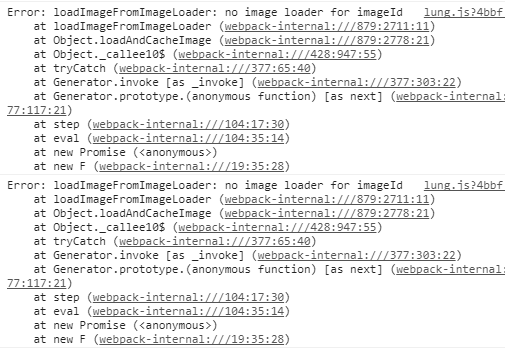 Error: loadImageFromImageLoader: no image loader for imageId lung.js?4bbf
at loadImageFromImageLoader (webpack-internal:///879:2711:11)
at Object.loadAndCacheImage (webpack-internal:///879:2778:21)
at Object._callee10$ (webpack-internal:///428:947:55)
at tryCatch (webpack-internal:///377:65:40)
at Generator.invoke [as _invoke] (webpack-internal:///377:303:22)
at Generator.prototype.(anonymous function) [as next] (webpack-internal:
77:117:21)
at step (webpack-internal:///104:17:30)
at eval (webpack-internal:///104:35:14)
at new Promise (<anonymous>)
at new F (webpack-internal:///19:35:28)
Error: loadImageFromImageLoader: no image loader for imageId lung.js?4bbf
at loadImageFromImageLoader (webpack-internal:///879:2711:11)
at Object.loadAndCacheImage (webpack-internal:///879:2778:21)
at Object._callee10$ (webpack-internal:///428:947:55)
at tryCatch (webpack-internal:///377:65:40)
at Generator.invoke [as _invoke] (webpack-internal:///377:303:22)
at Generator.prototype.(anonymous function) [as next] (webpack-internal:
77:117:21)
at step (webpack-internal:///104:17:30)
at eval (webpack-internal:///104:35:14)
at new Promise (<anonymous>)
at new F (webpack-internal:///19:35:28)